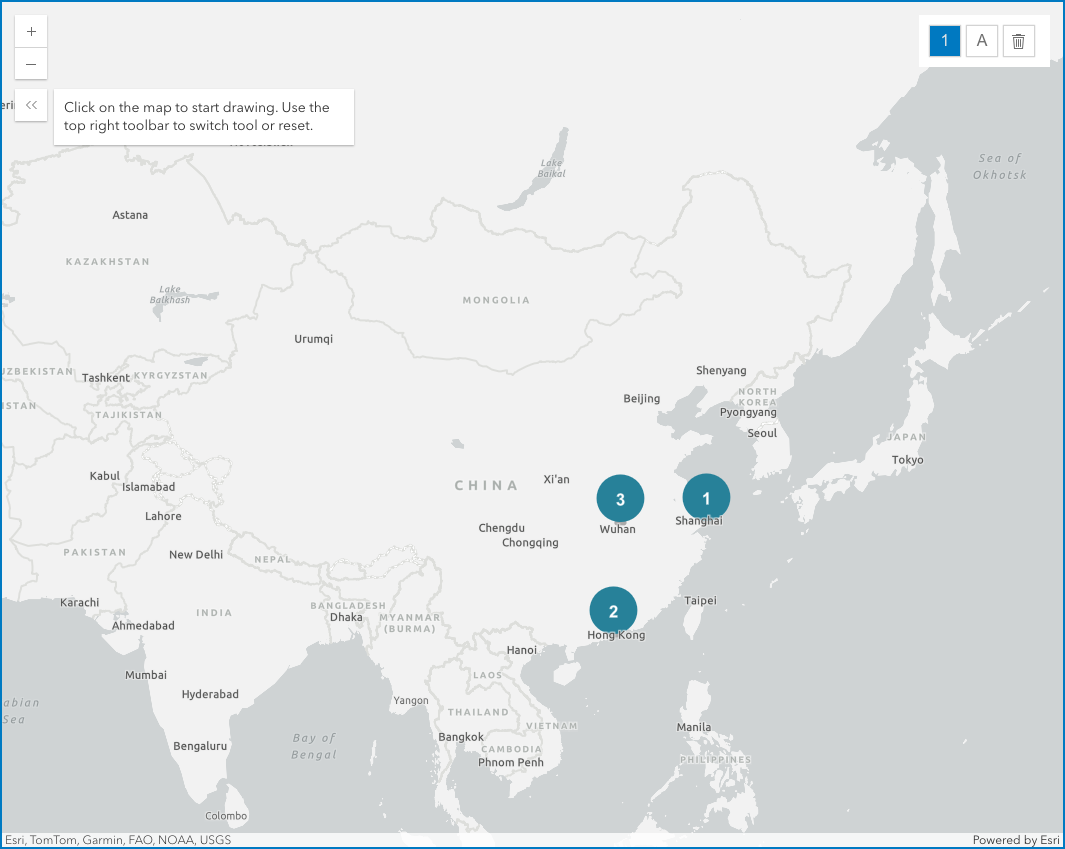 +
1
A
−
Click on the map to start drawing. Use the
top right toolbar to switch tool or reset.
Sea of
Okhotsk
Lake
Baikal
Astana
KAZAKHSTAN
Lake
Balkhash
MONGOLIA
Urumqi
Shenyang
UZBEKISTAN
Tashkent
KYRGYZSTAN
NORTH
KOREA
Beijing
ISTAN
TAJIKISTAN
Pyongyang
Seoul
JAPAN
Tokyo
Kabul
Islamabad
Xi'an
CHINA
3
1
Lahore
Shanghai
Wuhan
Chengdu
Chongqing
PAKISTAN
New Delhi
NEPAL
Karachi
INDIA
BANGLADESH
Dhaka
MYANMAR
(BURMA)
2
Taipei
Ahmedabad
Hong Kong
Hanoi
Mumbai
LAOS
Hyderabad
Yangon
abian
Sea
THAILAND
VIETNAM
Manila
Bay of
Bengal
Bangkok
Bengaluru
CAMBODIA
Phnom Penh
PHILIPPINES
Colombo
Esri, TomTom, Garmin, FAO, NOAA, USGS
Powered by Esri